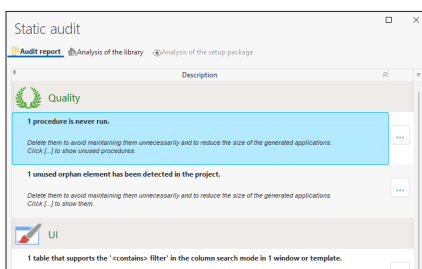 Static audit
Audit report Analysis of the library Analysis of the setup package
Description
Quality
1 procedure is never run.
Delete them to avoid maintaining them unnecessarily and to reduce the size of the generated applications.
Click [...] to show unused procedures.
...
1 unused orphan element has been detected in the project.
Delete them to avoid maintaining them unnecessarily and to reduce the size of the generated applications.
Click [...] to show them.
...
UI
1 table that supports the '<contains> filter' in the column search mode in 1 window or template.